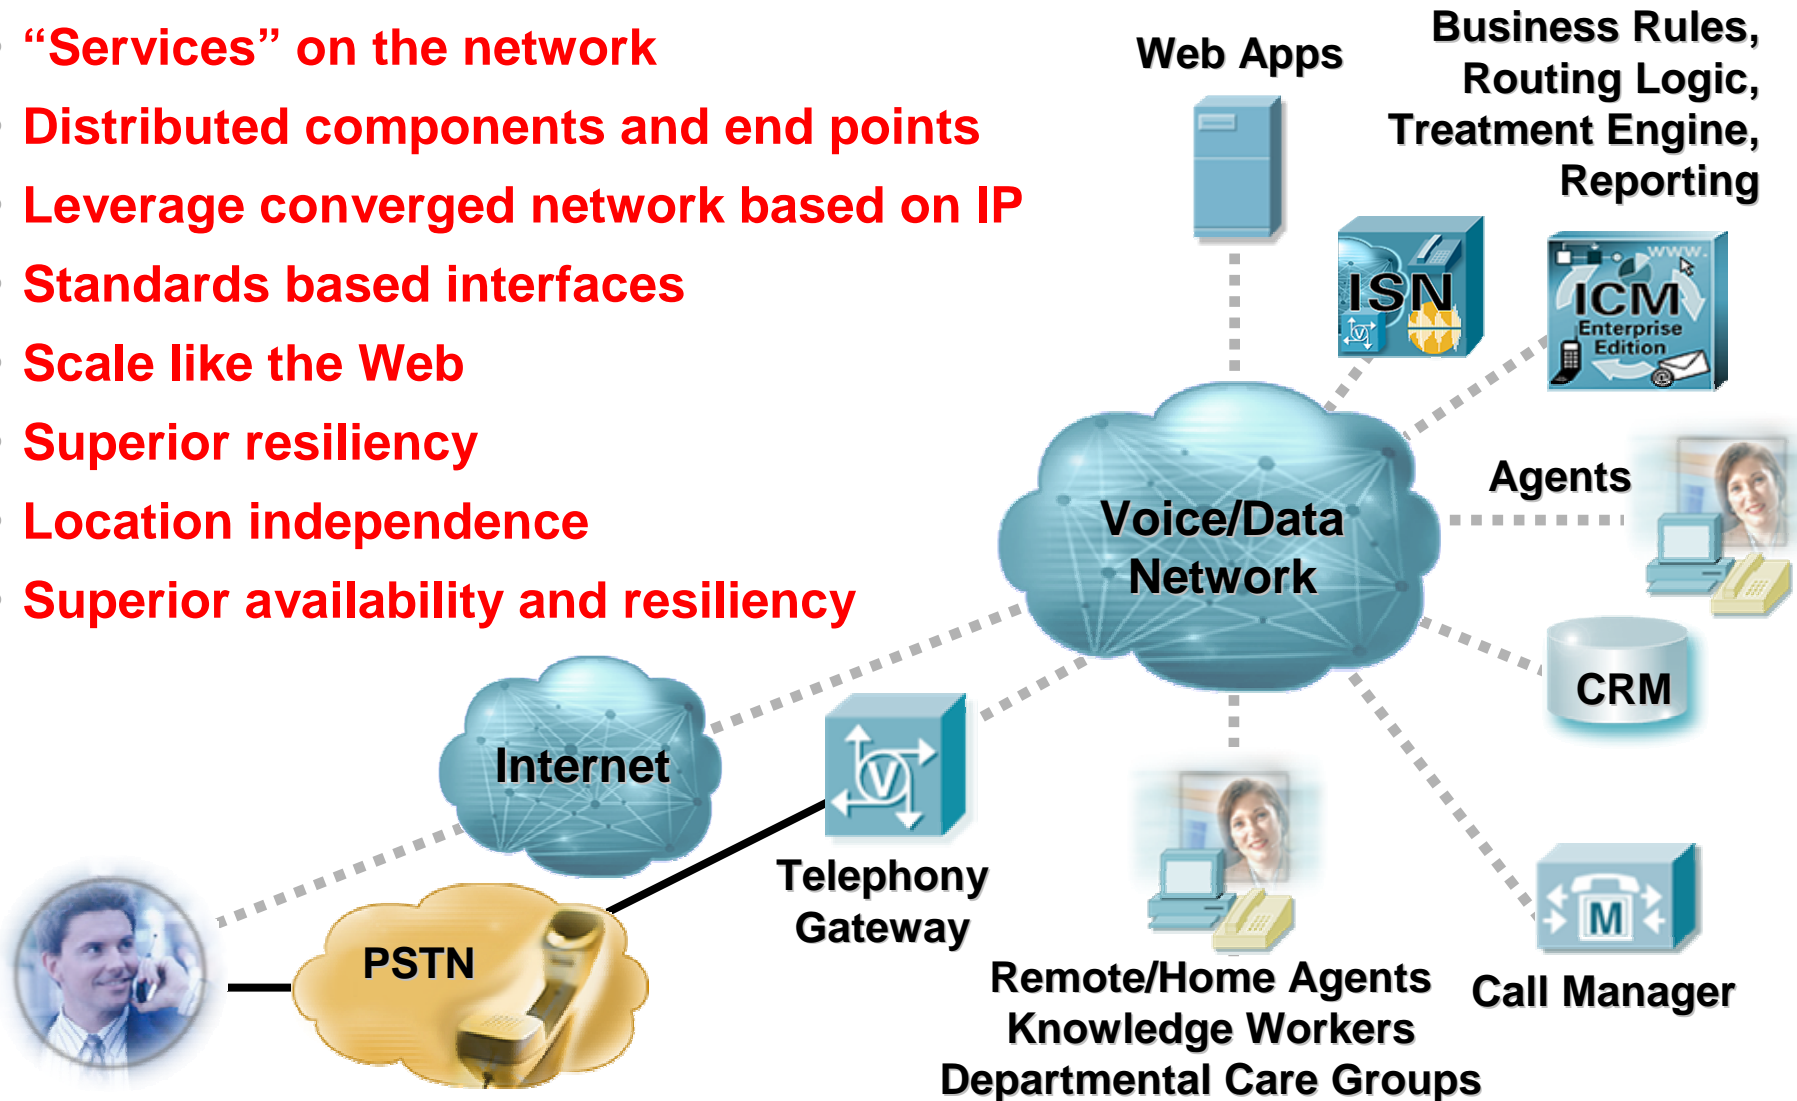 • “Services” on the network
• Distributed components and end points
• Leverage converged network based on IP
• Standards based interfaces
• Scale like the Web
• Superior resiliency
• Location independence
• Superior availability and resiliency
Web Apps
Business Rules,
Routing Logic,
Treatment Engine,
Reporting
ISN
V
www.
ICM
Enterprise
Edition
@
Agents
Voice/Data
Network
CRM
Internet
V
Telephony
Gateway
PSTN
M
Call Manager
Remote/Home Agents
Knowledge Workers
Departmental Care Groups